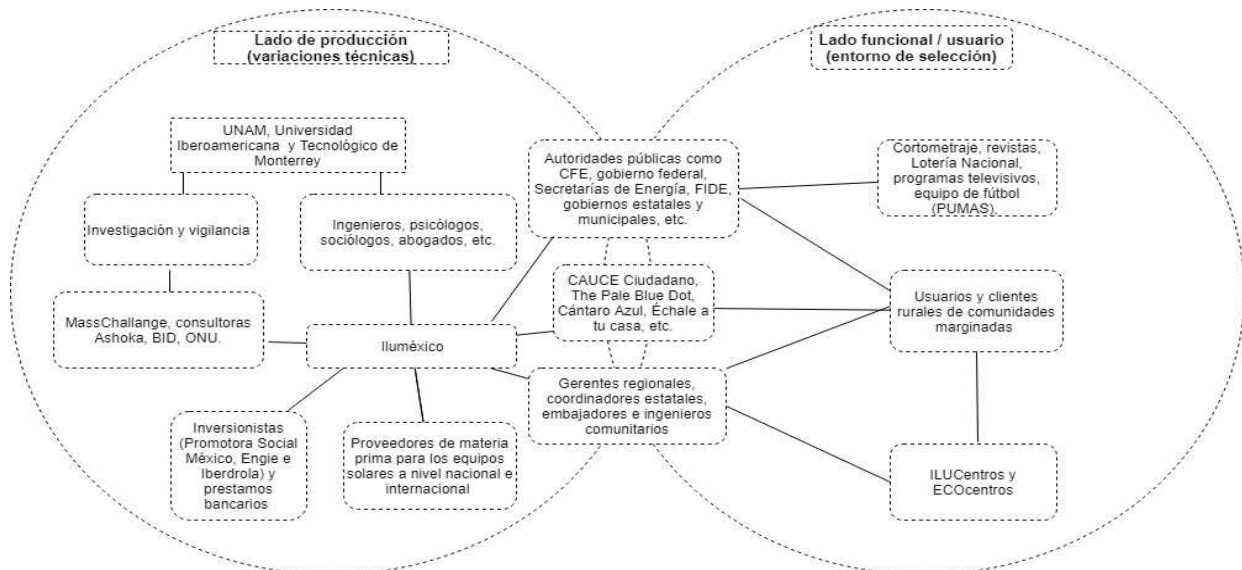 Lado de producción
(variaciones técnicas)
Lado funcional / usuario
(entorno de selección)
UNAM, Universidad
Iberoamericana y Tecnológico de
Monterrey
Autoridades públicas como
CFE, gobierno federal,
Secretarías de Energía, FIDE,
gobiernos estatales y
municipales, etc.
Cortometraje, revistas,
Lotería Nacional,
programas televisivos,
equipo de fútbol
(PUMAS).
Investigación y vigilancia
Ingenieros, psicólogos,
sociólogos, abogados, etc.
CAUCE Ciudadano,
The Pale Blue Dot,
Cántaro Azul, Échale a
tu casa, etc.
Usuarios y clientes
rurales de comunidades
marginadas
MassChallange, consultoras
Ashoka, BID, ONU.
Iluméxico
Gerentes regionales,
coordinadores estatales,
embajadores e ingenieros
comunitarios
Inversionistas
(Promotora Social
México, Engie e
Iberdrola) y
prestamos
bancarios
Proveedores de materia
prima para los equipos
solares a nivel nacional e
internacional
ILUCentros y
ECOcentros